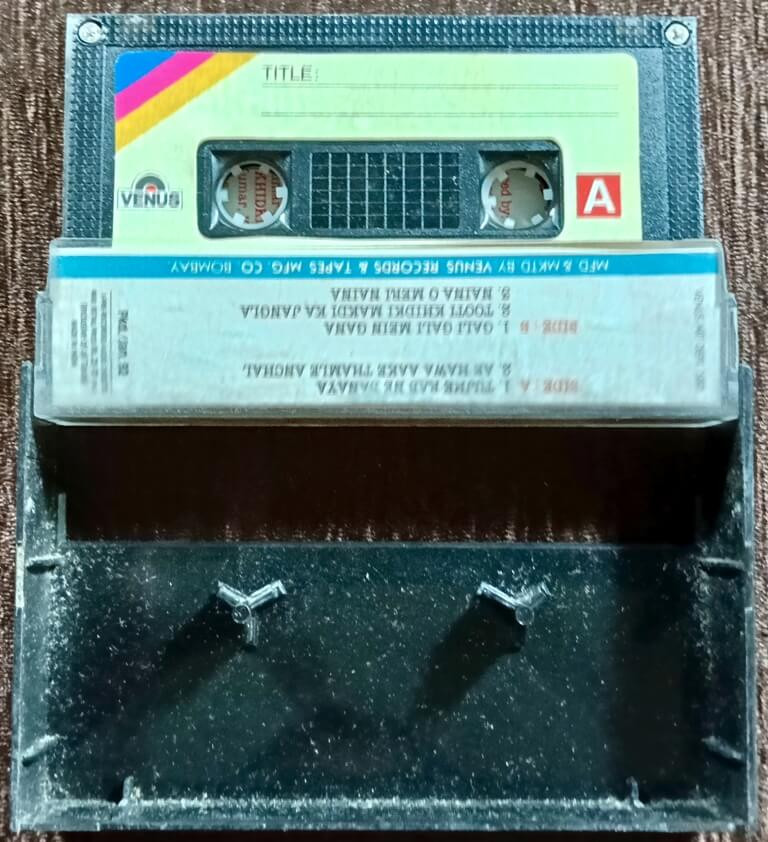 TITLE:
VENUS
A
MFD & MKTD BY VENUS RECORDS & TAPES MFG. CO BOMBAY
SIDE : A 1. TUJHE RAB NE BANAYA
2. AE HAWA AAKE THAMLE ANCHAL
SIDE : B 1. GALI GALI MEIN GANA
2. TOOTI KHIDKI MAKDI KA JANGLA
3. NAINA O MERI NAINA